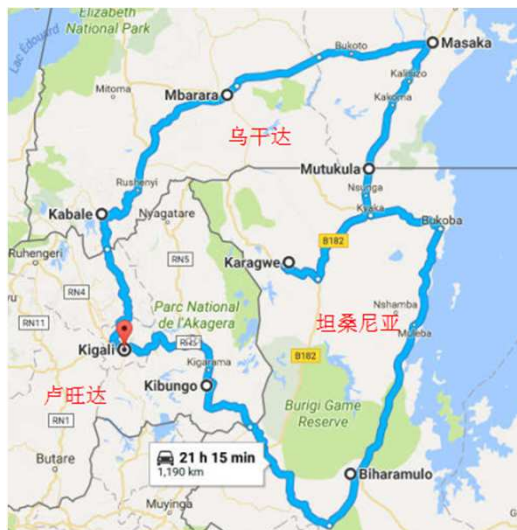 Lac Édouard
Elizabeth
National Park
Mitoma
Mbarara
Bukoto
Masaka
Kalisizo
Kakoma
乌干达
Rushenyi
Mutukula
Nsunga
Kyaka
Kabale
Nyagatare
Bukoba
Ruhengeri
RN5
B182
Karagwe
RN4
Parc National
de l'Akagera
Nshamba
坦桑尼亚
Muleba
RN11
Kigali
RN5
Kigarama
B182
Kibungo
卢旺达
Burigi Game
Reserve
RN1
21 h 15 min
1,190 km
Butare
Biharamulo
Muyinga